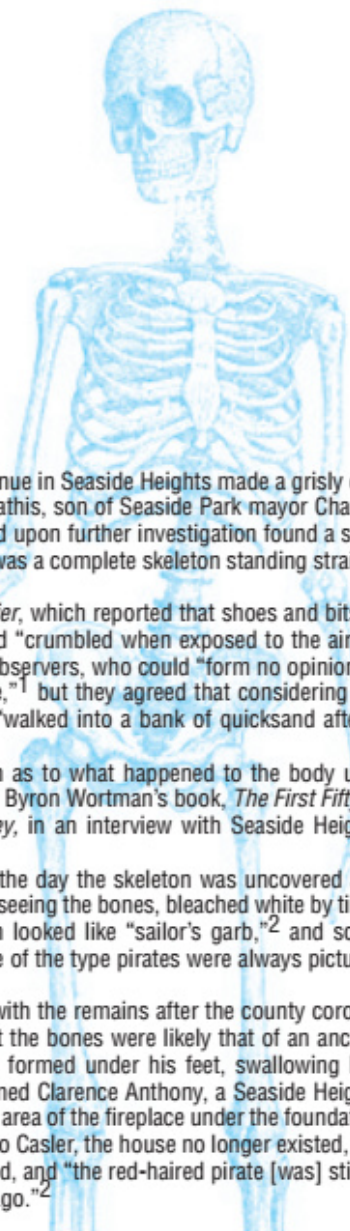 nue in Seaside Heights made a grisly
athis, son of Seaside Park mayor Cha
d upon further investigation found a s
was a complete skeleton standing stra
er, which reported that shoes and bits
d “crumbled when exposed to the air
bservers, who could “form no opinion
e,”1 but they agreed that considering
“walked into a bank of quicksand afte
n as to what happened to the body u
Byron Wortman’s book, The First Fift
ey, in an interview with Seaside Heig
the day the skeleton was uncovered
seeing the bones, bleached white by ti
n looked like “sailor’s garb,”2 and so
e of the type pirates were always pictu
with the remains after the county coro
t the bones were likely that of an anc
formed under his feet, swallowing
ned Clarence Anthony, a Seaside Heig
area of the fireplace under the foundat
o Casler, the house no longer existed,
d, and “the red-haired pirate [was] sti
go.”2